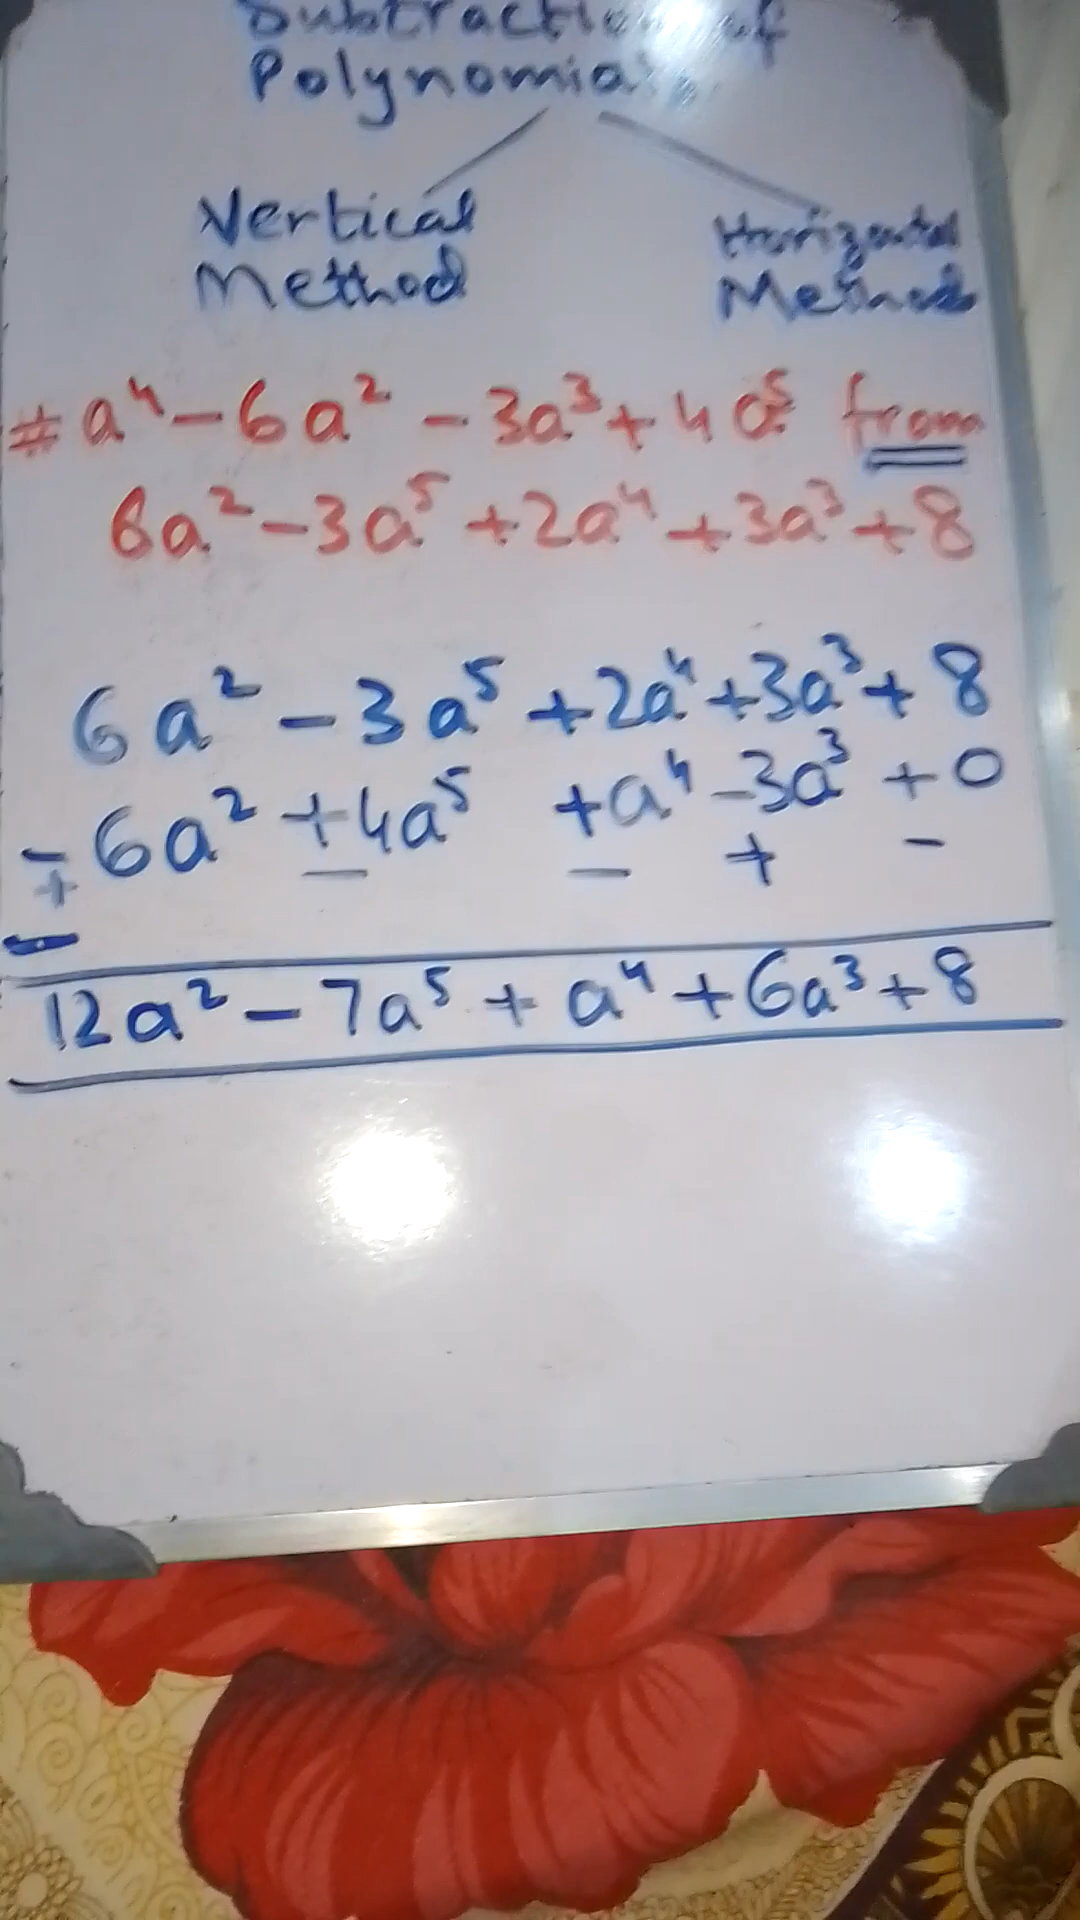 Subtraction of
Polynomials
Vertical Horizontal
Method Method
# a⁴ - 6a² - 3a³ + 4a⁵ from
6a² - 3a⁵ + 2a⁴ + 3a³ + 8
6a² - 3a⁵ + 2a⁴ + 3a³ + 8
- 6a² + 4a⁵ + a⁴ - 3a³ + 0
+ - - + -
-
12a² - 7a⁵ + a⁴ + 6a³ + 8